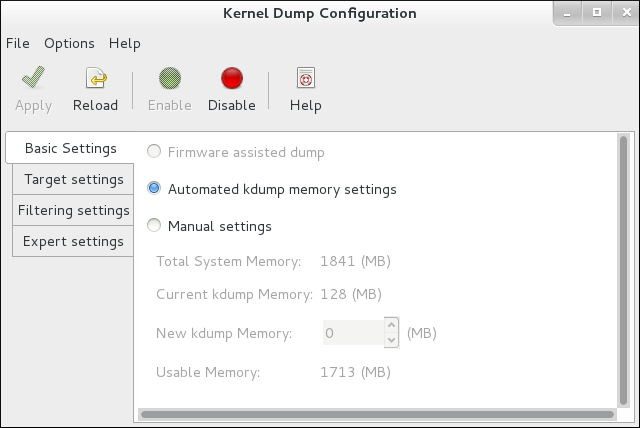 Kernel Dump Configuration
File Options Help
Apply Reload Enable Disable Help
Basic Settings
Target settings
Filtering settings
Expert settings
Firmware assisted dump
Automated kdump memory settings
Manual settings
Total System Memory: 1841 (MB)
Current kdump Memory: 128 (MB)
New kdump Memory: 0 (MB)
Usable Memory: 1713 (MB)